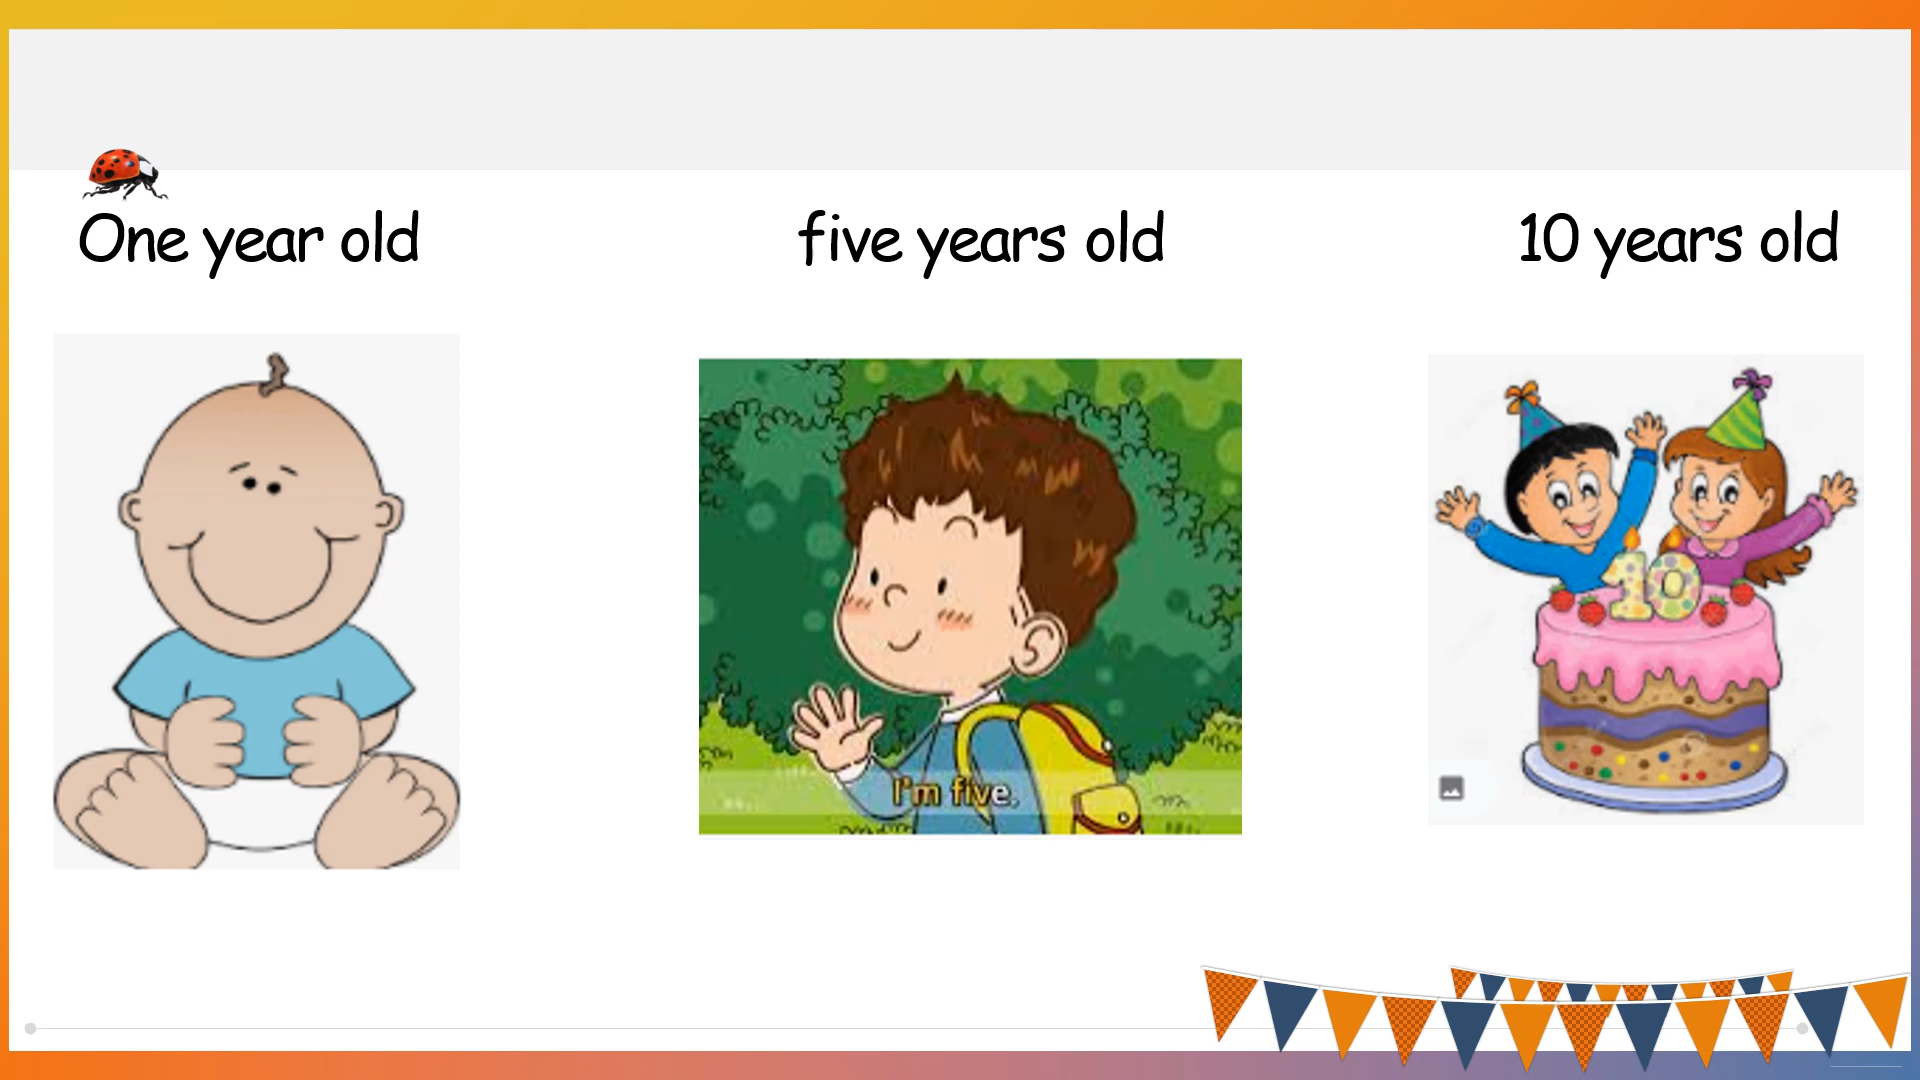 One year old
five years old
10 years old
I'm five.
10